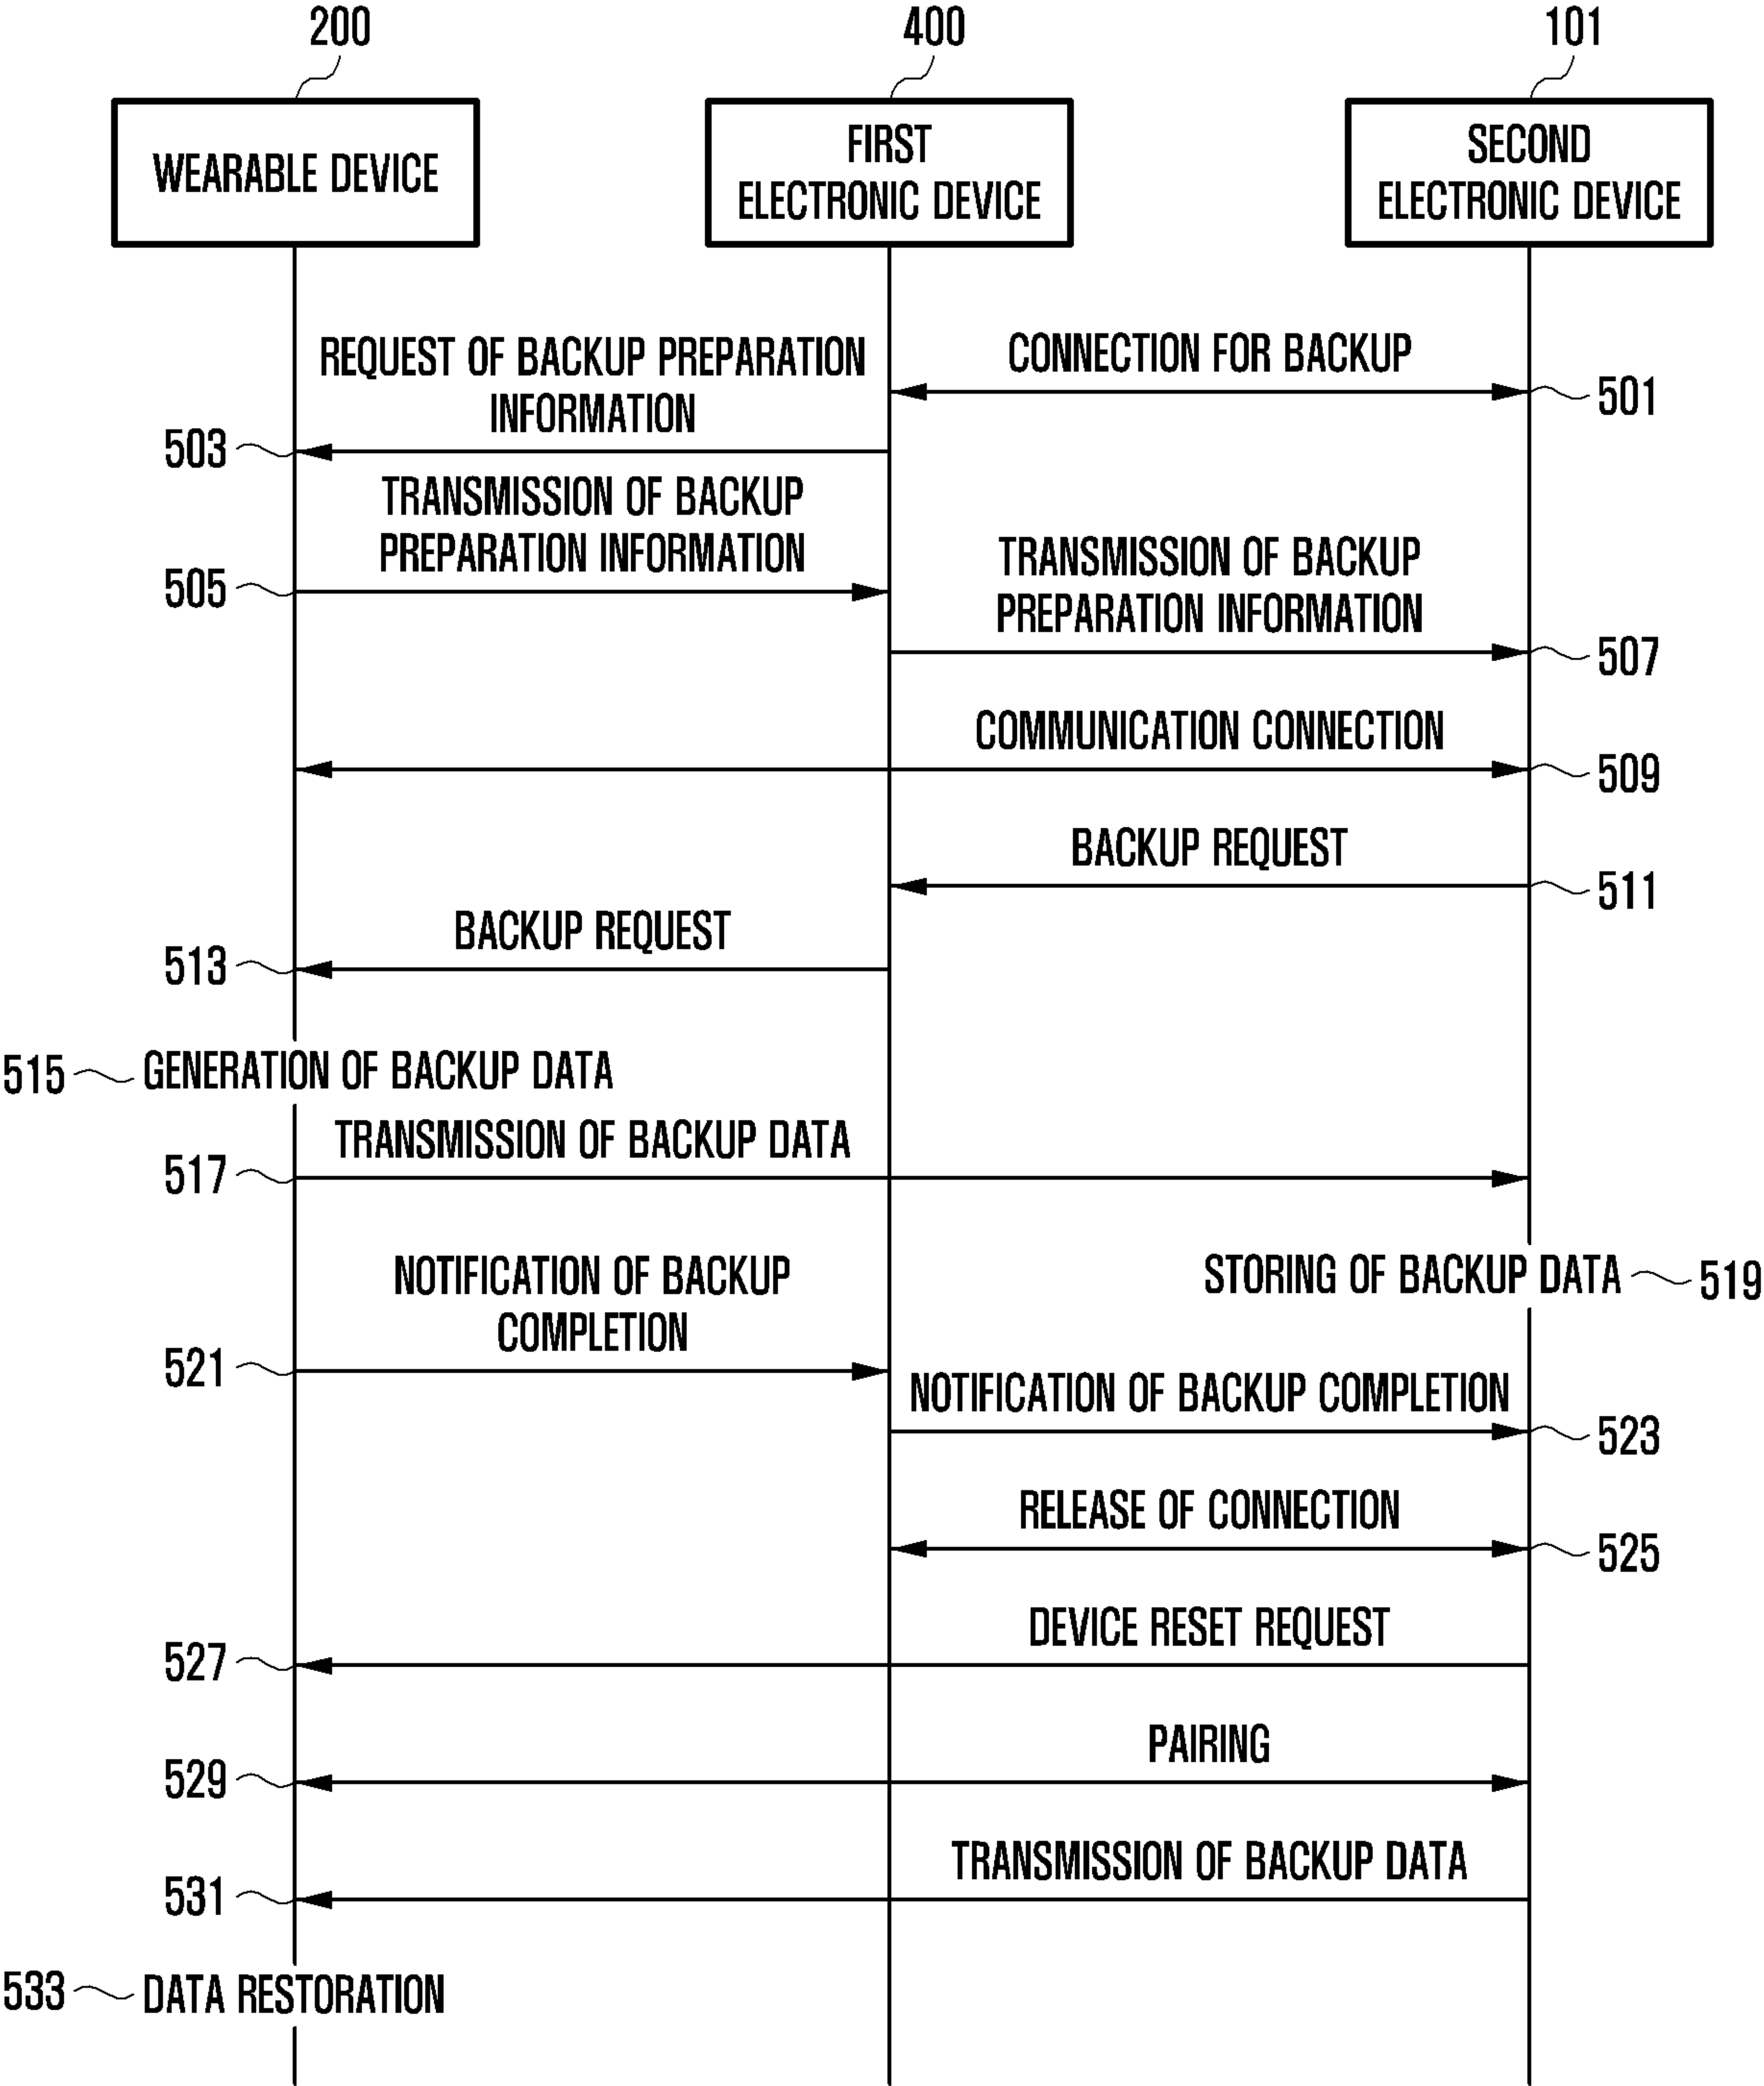 200
400
101
WEARABLE DEVICE
FIRST
ELECTRONIC DEVICE
SECOND
ELECTRONIC DEVICE
CONNECTION FOR BACKUP
501
REQUEST OF BACKUP PREPARATION
INFORMATION
503
TRANSMISSION OF BACKUP
PREPARATION INFORMATION
505
TRANSMISSION OF BACKUP
PREPARATION INFORMATION
507
COMMUNICATION CONNECTION
509
BACKUP REQUEST
511
BACKUP REQUEST
513
515
GENERATION OF BACKUP DATA
TRANSMISSION OF BACKUP DATA
517
STORING OF BACKUP DATA
519
NOTIFICATION OF BACKUP
COMPLETION
521
NOTIFICATION OF BACKUP COMPLETION
523
RELEASE OF CONNECTION
525
DEVICE RESET REQUEST
527
PAIRING
529
TRANSMISSION OF BACKUP DATA
531
533
DATA RESTORATION